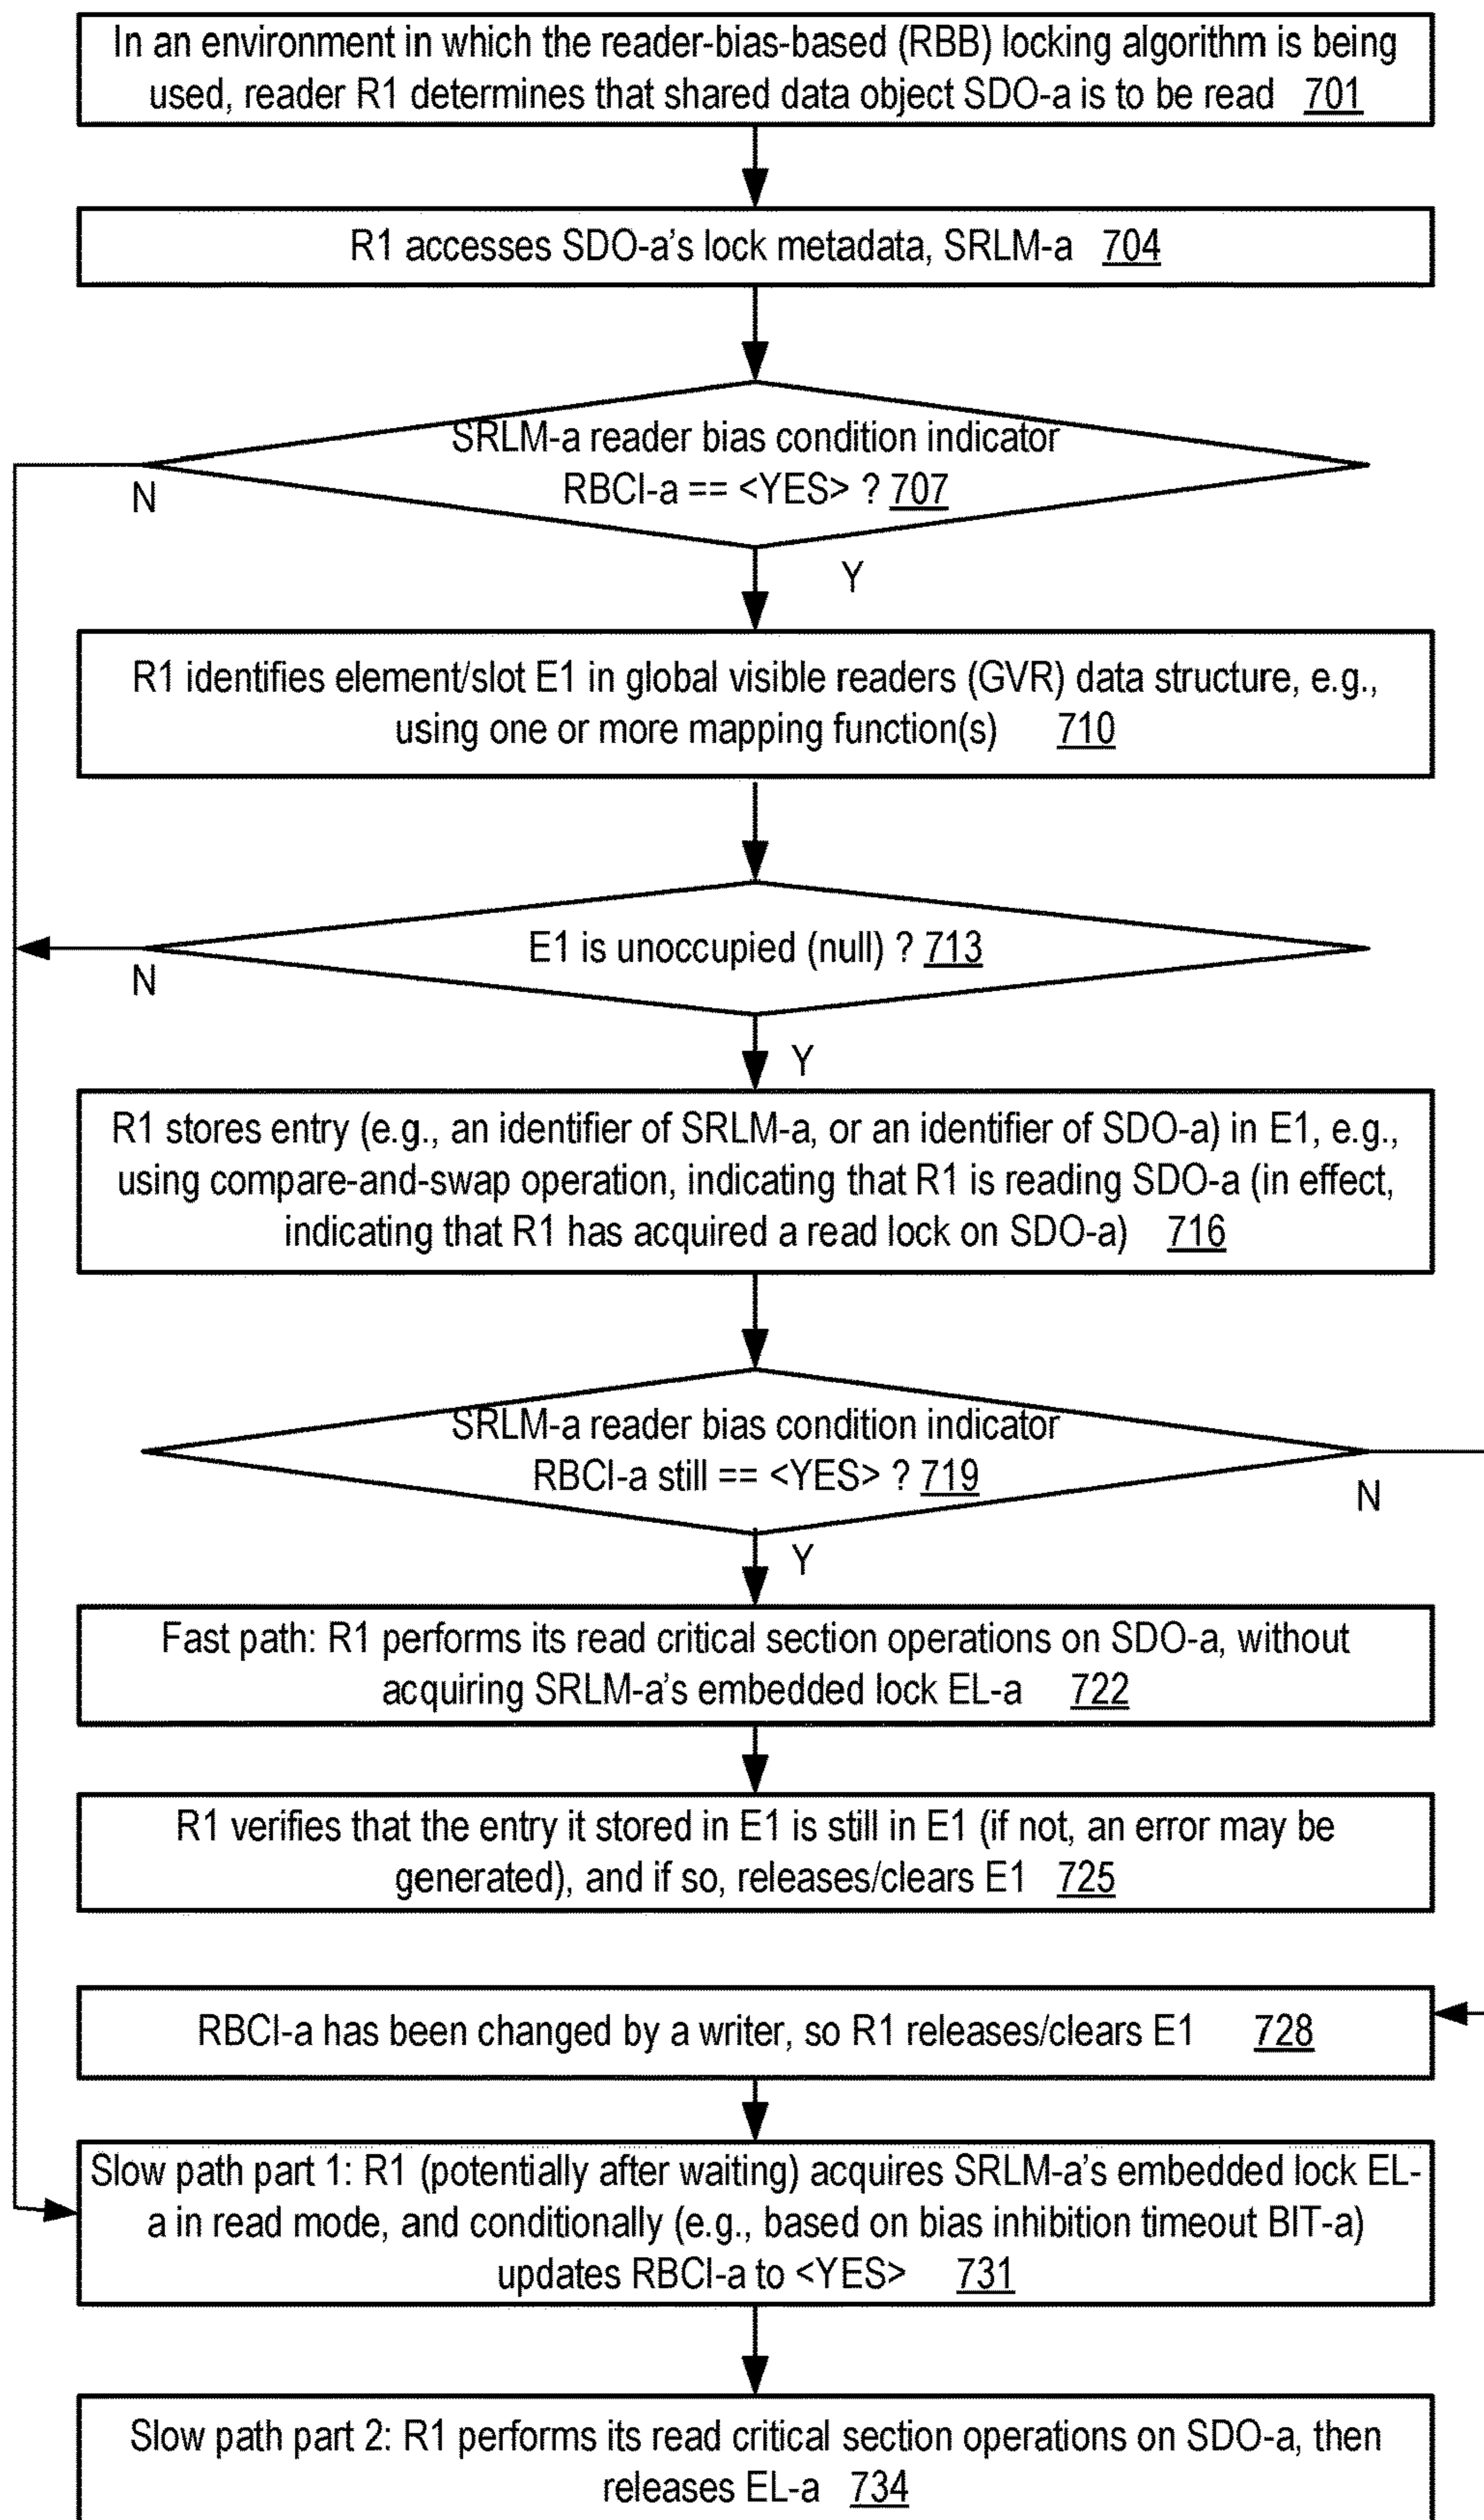 In an environment in which the reader-bias-based (RBB) locking algorithm is being
used, reader R1 determines that shared data object SDO-a is to be read 701
R1 accesses SDO-a's lock metadata, SRLM-a 704
SRLM-a reader bias condition indicator
RBCI-a == <YES> ? 707
N
Y
R1 identifies element/slot E1 in global visible readers (GVR) data structure, e.g.,
using one or more mapping function(s) 710
E1 is unoccupied (null) ? 713
N
Y
R1 stores entry (e.g., an identifier of SRLM-a, or an identifier of SDO-a) in E1, e.g.,
using compare-and-swap operation, indicating that R1 is reading SDO-a (in effect,
indicating that R1 has acquired a read lock on SDO-a) 716
SRLM-a reader bias condition indicator
RBCI-a still == <YES> ? 719
N
Y
Fast path: R1 performs its read critical section operations on SDO-a, without
acquiring SRLM-a's embedded lock EL-a 722
R1 verifies that the entry it stored in E1 is still in E1 (if not, an error may be
generated), and if so, releases/clears E1 725
RBCI-a has been changed by a writer, so R1 releases/clears E1 728
Slow path part 1: R1 (potentially after waiting) acquires SRLM-a's embedded lock EL-
a in read mode, and conditionally (e.g., based on bias inhibition timeout BIT-a)
updates RBCI-a to <YES> 731
Slow path part 2: R1 performs its read critical section operations on SDO-a, then
releases EL-a 734